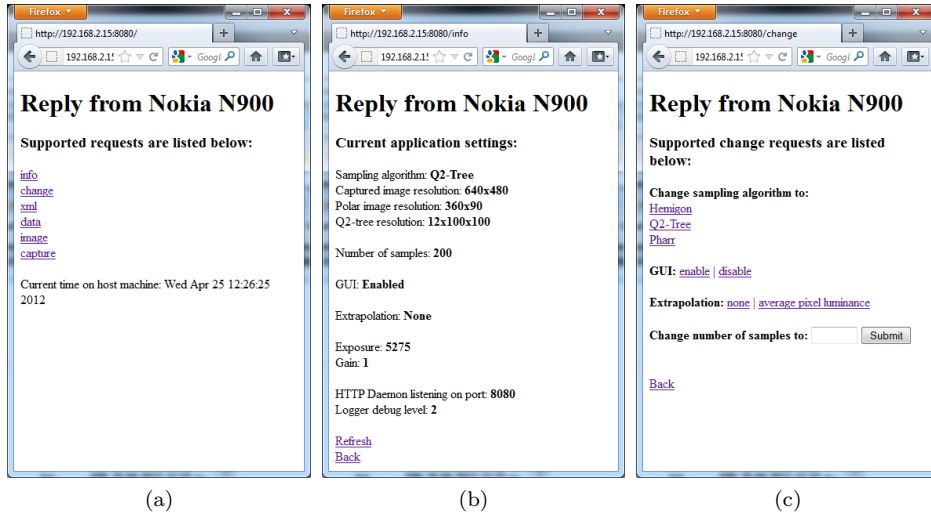 Firefox
http://192.168.2.15:8080/
192.168.2.1
Googl
Reply from Nokia N900
Supported requests are listed below:
info
change
xml
data
image
capture
Current time on host machine: Wed Apr 25 12:26:25
2012
(a)
Firefox
http://192.168.2.15:8080/info
192.168.2.1
Googl
Reply from Nokia N900
Current application settings:
Sampling algorithm: Q2-Tree
Captured image resolution: 640x480
Polar image resolution: 360x90
Q2-tree resolution: 12x100x100
Number of samples: 200
GUI: Enabled
Extrapolation: None
Exposure: 5275
Gain: 1
HTTP Daemon listening on port: 8080
Logger debug level: 2
Refresh
Back
(b)
Firefox
http://192.168.2.15:8080/change
192.168.2.1
Googl
Reply from Nokia N900
Supported change requests are listed
below:
Change sampling algorithm to:
Hemigon
Q2-Tree
Pharr
GUI: enable | disable
Extrapolation: none | average pixel luminance
Change number of samples to: Submit
Back
(c)